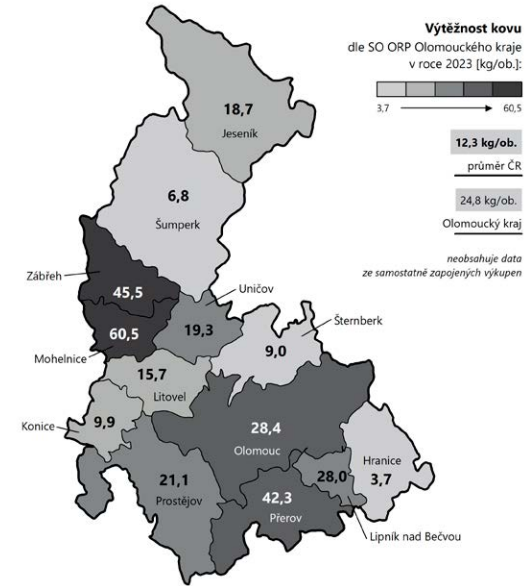 Výtěžnost kovu
dle SO ORP Olomouckého kraje
v roce 2023 [kg/ob.]:
3,7
60,5
12,3 kg/ob.
průměr ČR
24,8 kg/ob.
Olomoucký kraj
neobsahuje data
ze samostatně zapojených výkupen
18,7
Jeseník
6,8
Šumperk
Zábřeh
45,5
Uničov
19,3
Šternberk
9,0
60,5
Mohelnice
15,7
Litovel
9,9
Konice
28,4
Olomouc
Hranice
3,7
21,1
Prostějov
28,0
42,3
Přerov
Lipník nad Bečvou